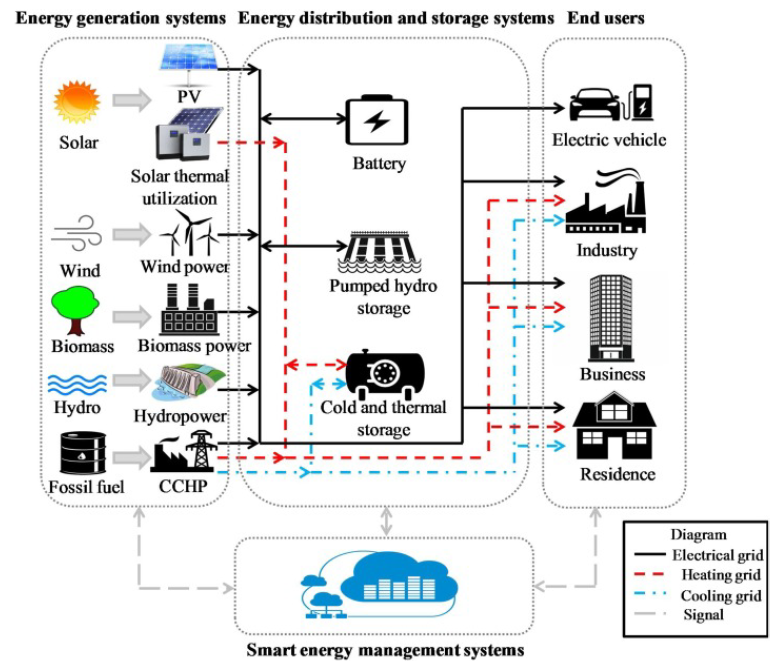 Energy generation systems
Energy distribution and storage systems
End users
PV
Solar
Solar thermal
utilization
Wind
Wind power
Biomass
Biomass power
Hydro
Hydropower
Fossil fuel
CCHP
Battery
Pumped hydro
storage
Cold and thermal
storage
Electric vehicle
Industry
Business
Residence
Smart energy management systems
Diagram
Electrical grid
Heating grid
Cooling grid
Signal